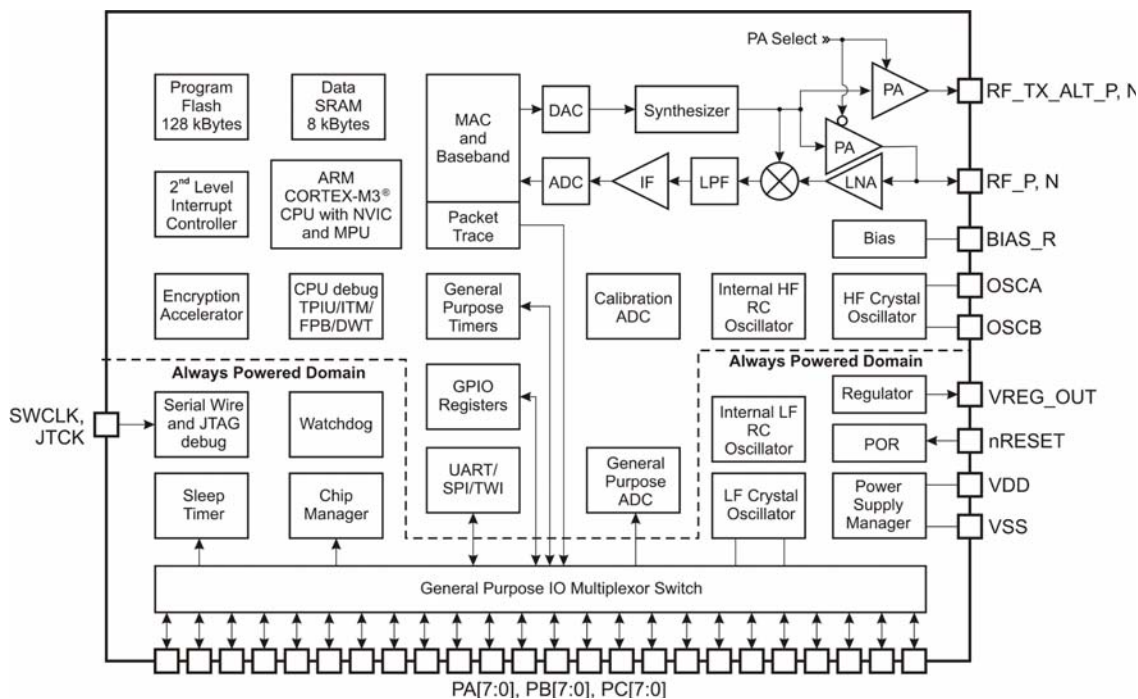 PA Select »
PA
RF_TX_ALT_P, N
Program
Flash
128 kBytes
Data
SRAM
8 kBytes
MAC
and
Baseband
DAC
Synthesizer
PA
ADC
IF
LPF
LNA
RF_P, N
2nd Level
Interrupt
Controller
ARM
CORTEX-M3®
CPU with NVIC
and MPU
Packet
Trace
Bias
BIAS_R
Encryption
Accelerator
CPU debug
TPIU/ITM/
FPB/DWT
General
Purpose
Timers
Calibration
ADC
Internal HF
RC
Oscillator
HF Crystal
Oscillator
OSCA
OSCB
Always Powered Domain
Always Powered Domain
SWCLK,
JTCK
Serial Wire
and JTAG
debug
Watchdog
GPIO
Registers
Internal LF
RC
Oscillator
Regulator
VREG_OUT
POR
nRESET
Sleep
Timer
Chip
Manager
UART/
SPI/TWI
General
Purpose
ADC
LF Crystal
Oscillator
Power
Supply
Manager
VDD
VSS
General Purpose IO Multiplexor Switch
PA[7:0], PB[7:0], PC[7:0]